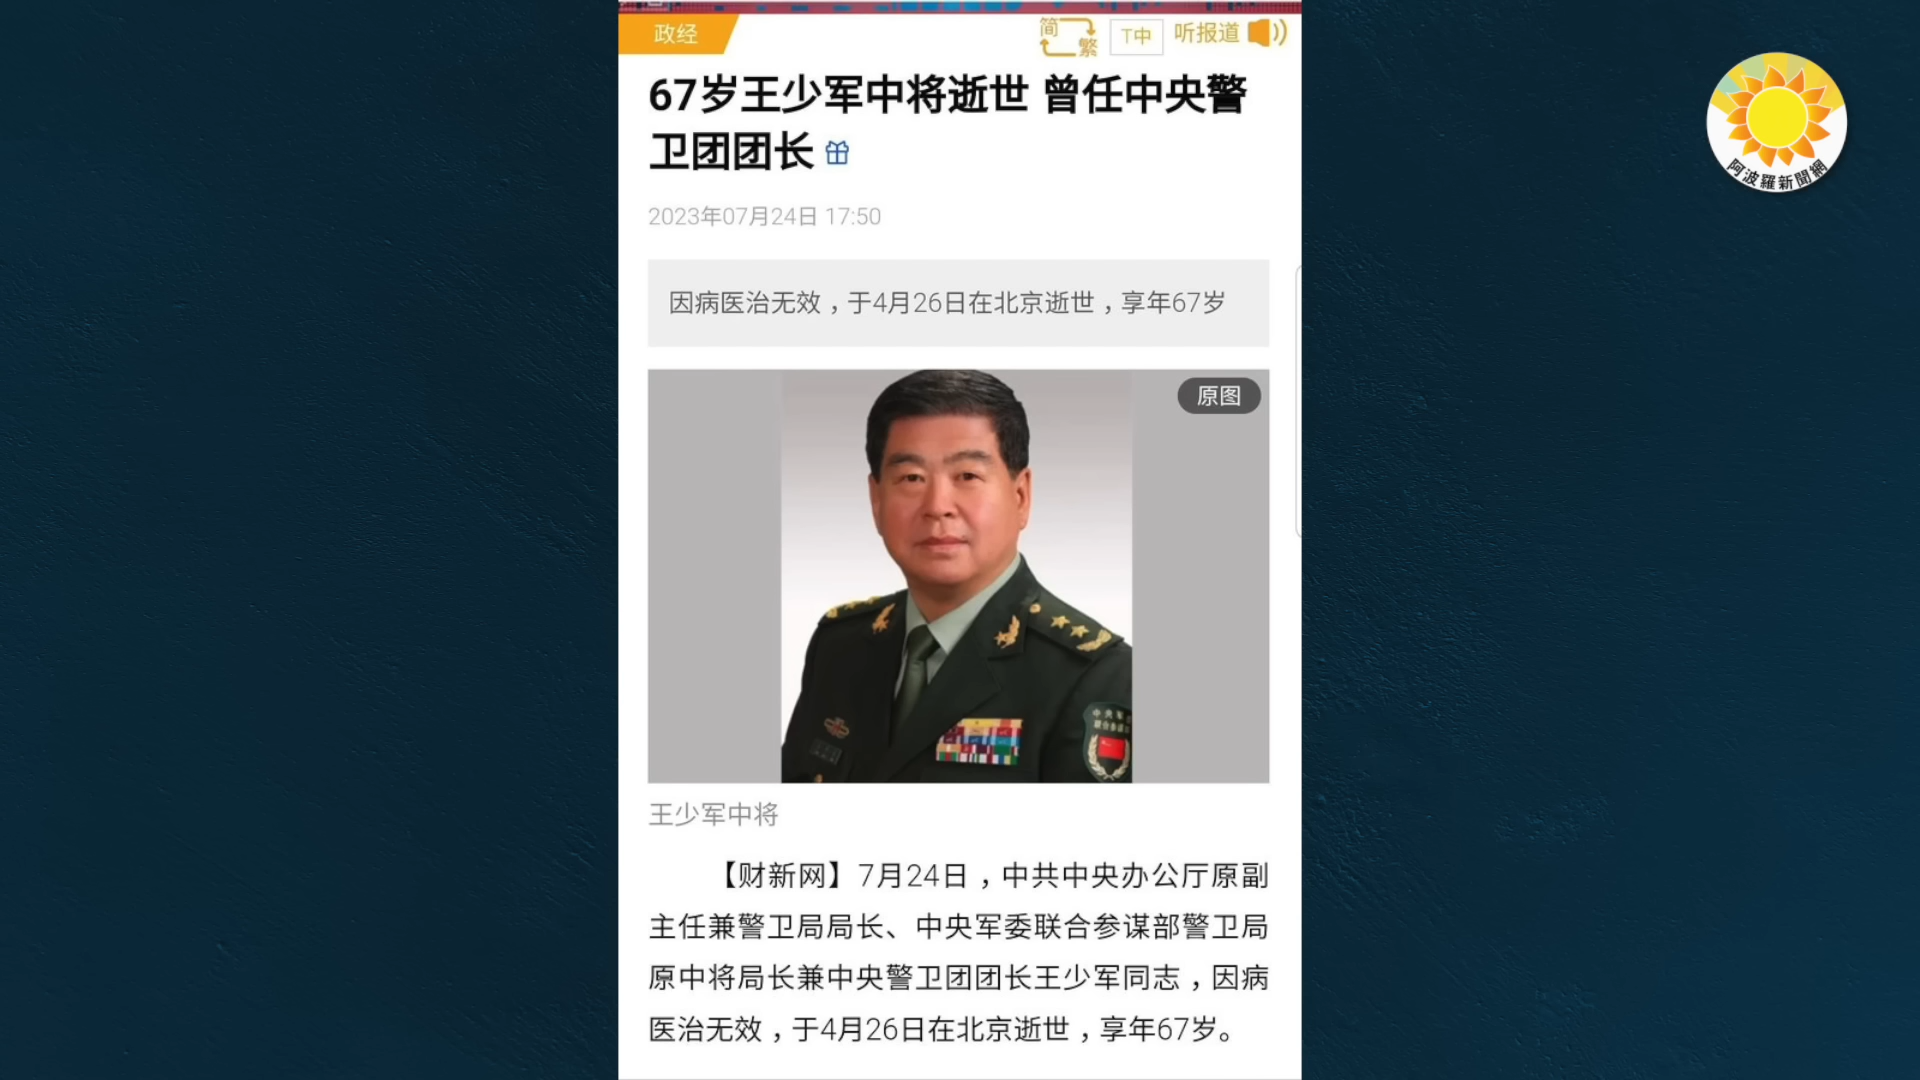 政经
简
繁
T中
听报道
67岁王少军中将逝世 曾任中央警
卫团团长
2023年07月24日 17:50
因病医治无效，于4月26日在北京逝世，享年67岁
原图
王少军中将
【财新网】7月24日，中共中央办公厅原副
主任兼警卫局局长、中央军委联合参谋部警卫局
原中将局长兼中央警卫团团长王少军同志，因病
医治无效，于4月26日在北京逝世，享年67岁。
阿波羅新聞網